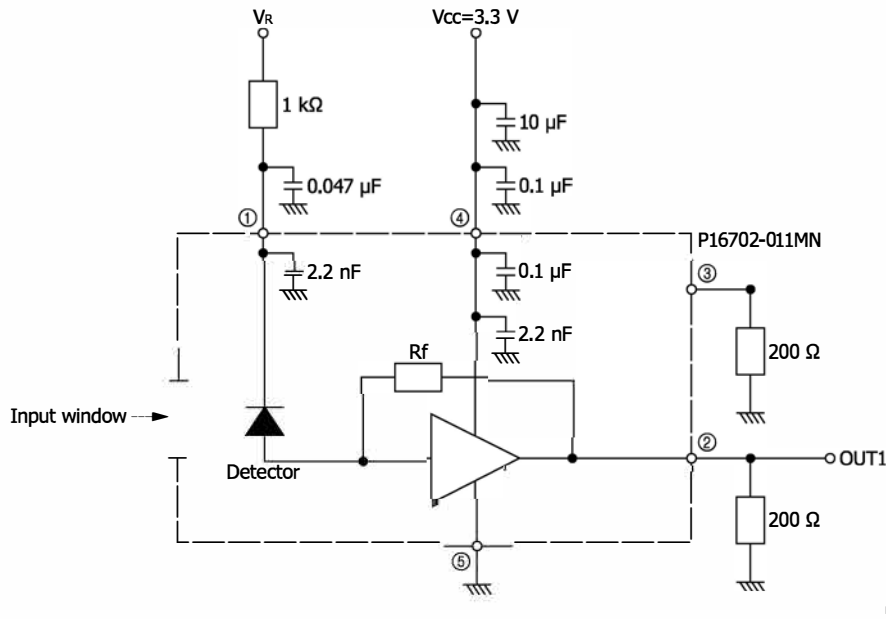 VR
Vcc=3.3 V
1 kΩ
10 µF
0.047 µF
0.1 µF
①
④
P16702-011MN
2.2 nF
0.1 µF
③
2.2 nF
200 Ω
Rf
Input window
②
OUT1
Detector
200 Ω
⑤